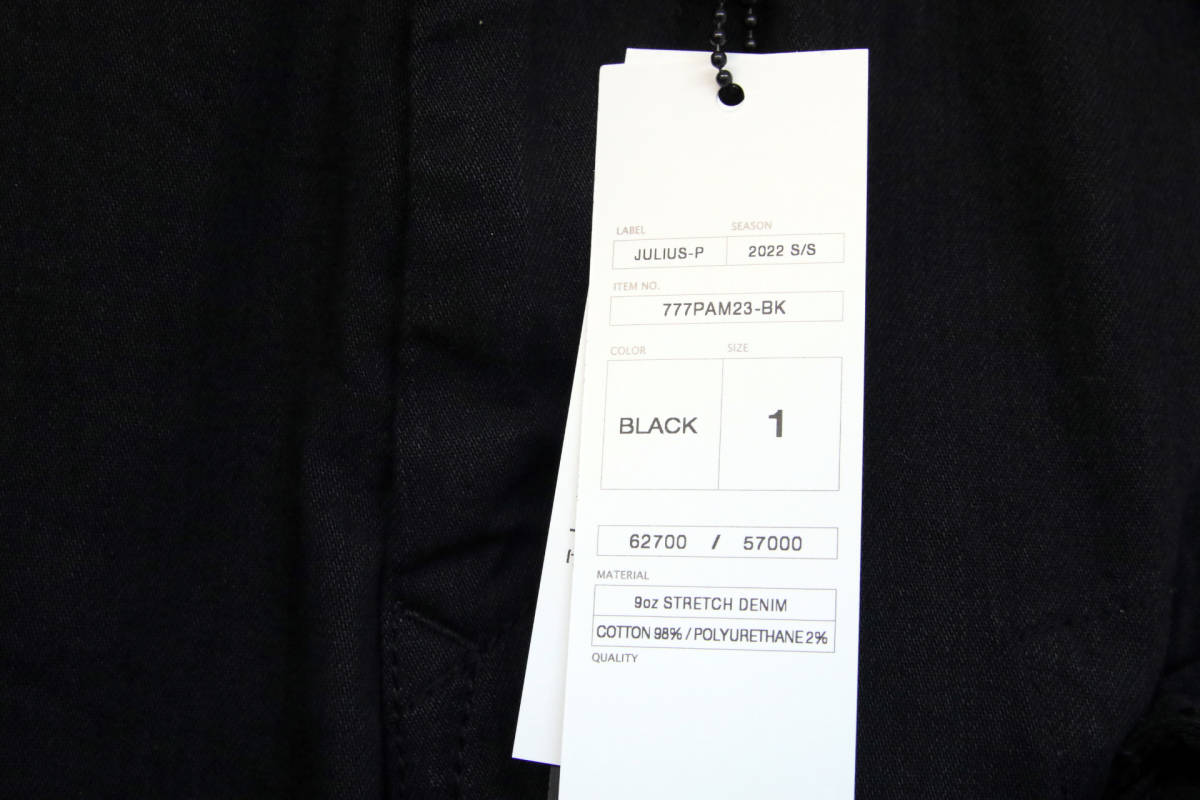 LABEL SEASON
JULIUS-P 2022 S/S
ITEM NO.
777PAM23-BK
COLOR SIZE
BLACK 1
62700 / 57000
MATERIAL
9oz STRETCH DENIM
COTTON 98% / POLYURETHANE 2%
QUALITY